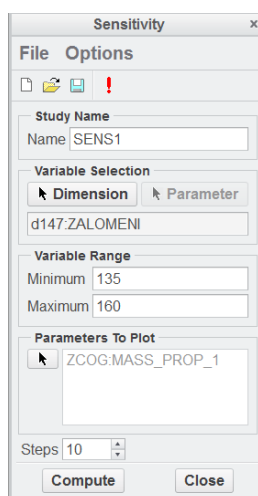 Sensitivity x
File Options
Study Name
Name SENS1
Variable Selection
Dimension Parameter
d147:ZALOMENI
Variable Range
Minimum 135
Maximum 160
Parameters To Plot
ZCOG:MASS_PROP_1
Steps 10
Compute Close